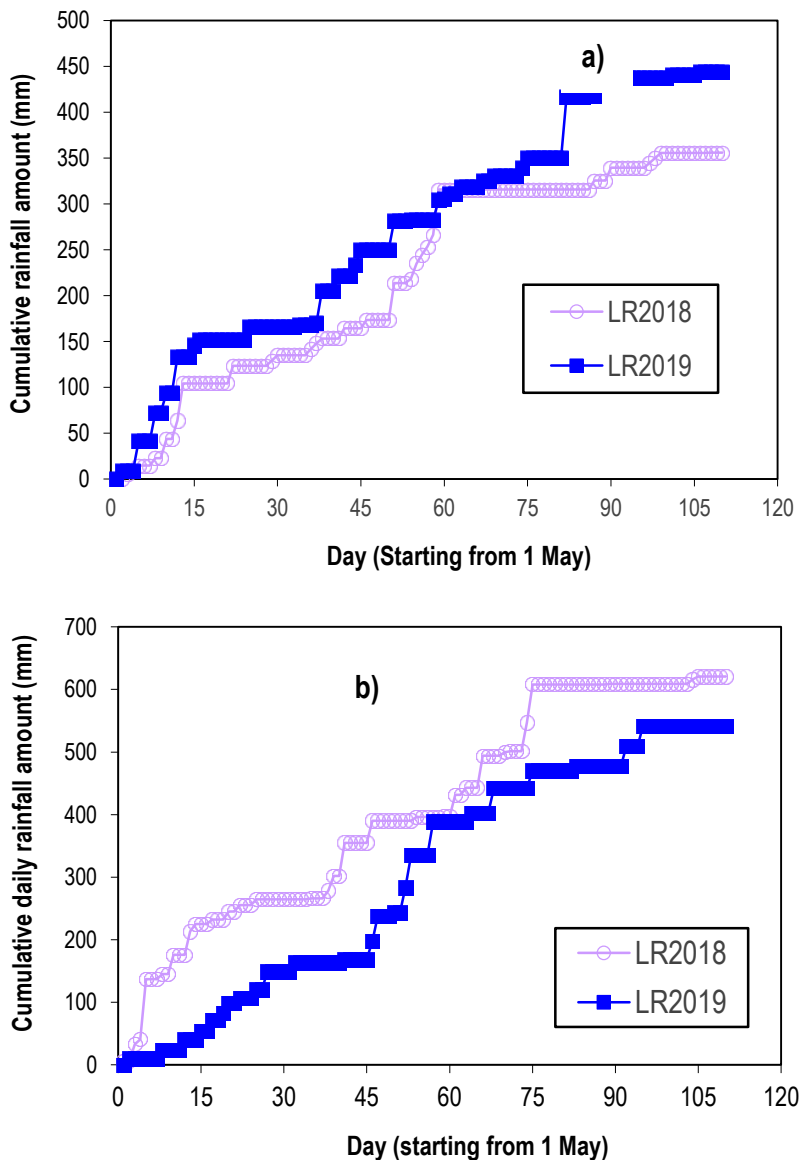 500
450
400
350
300
250
200
150
100
50
0
Cumulative rainfall amount (mm)
a)
LR2018
LR2019
0 15 30 45 60 75 90 105 120
Day (Starting from 1 May)
700
600
500
400
300
200
100
0
Cumulative daily rainfall amount (mm)
b)
LR2018
LR2019
0 15 30 45 60 75 90 105 120
Day (starting from 1 May)